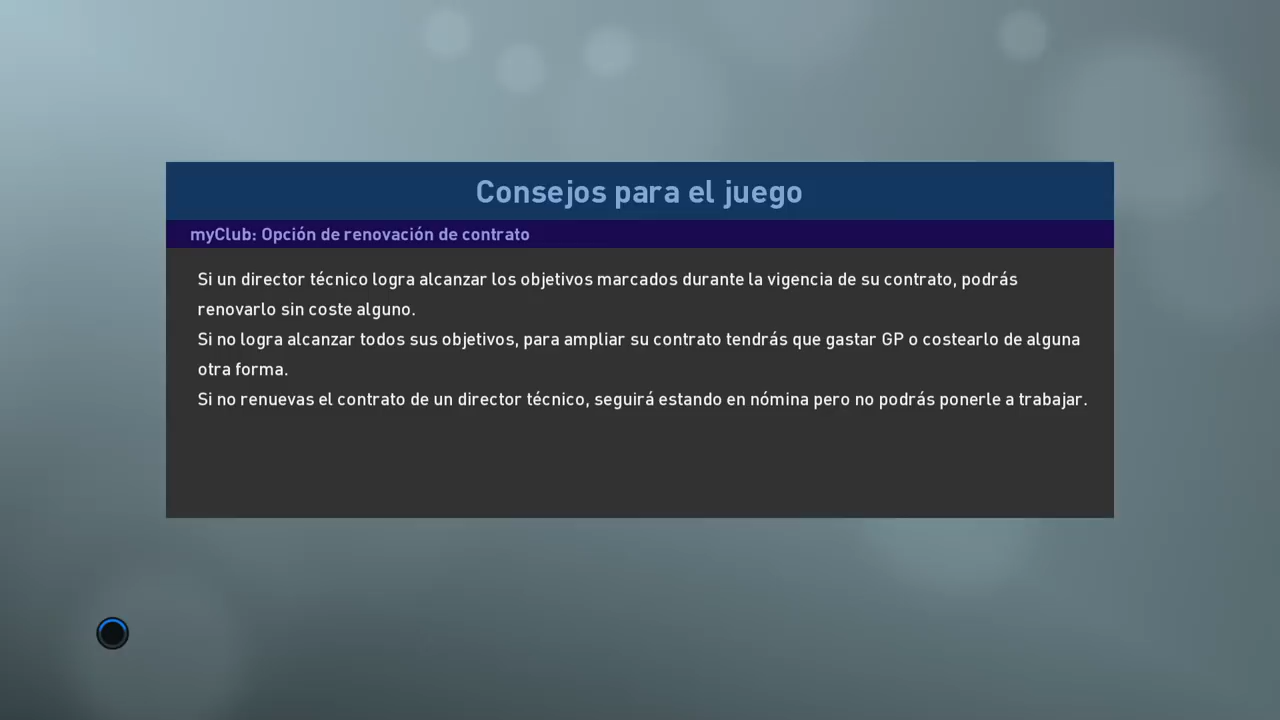 Consejos para el juego
myClub: Opción de renovación de contrato
Si un director técnico logra alcanzar los objetivos marcados durante la vigencia de su contrato, podrás
renovarlo sin coste alguno.
Si no logra alcanzar todos sus objetivos, para ampliar su contrato tendrás que gastar GP o costearlo de alguna
otra forma.
Si no renuevas el contrato de un director técnico, seguirá estando en nómina pero no podrás ponerle a trabajar.